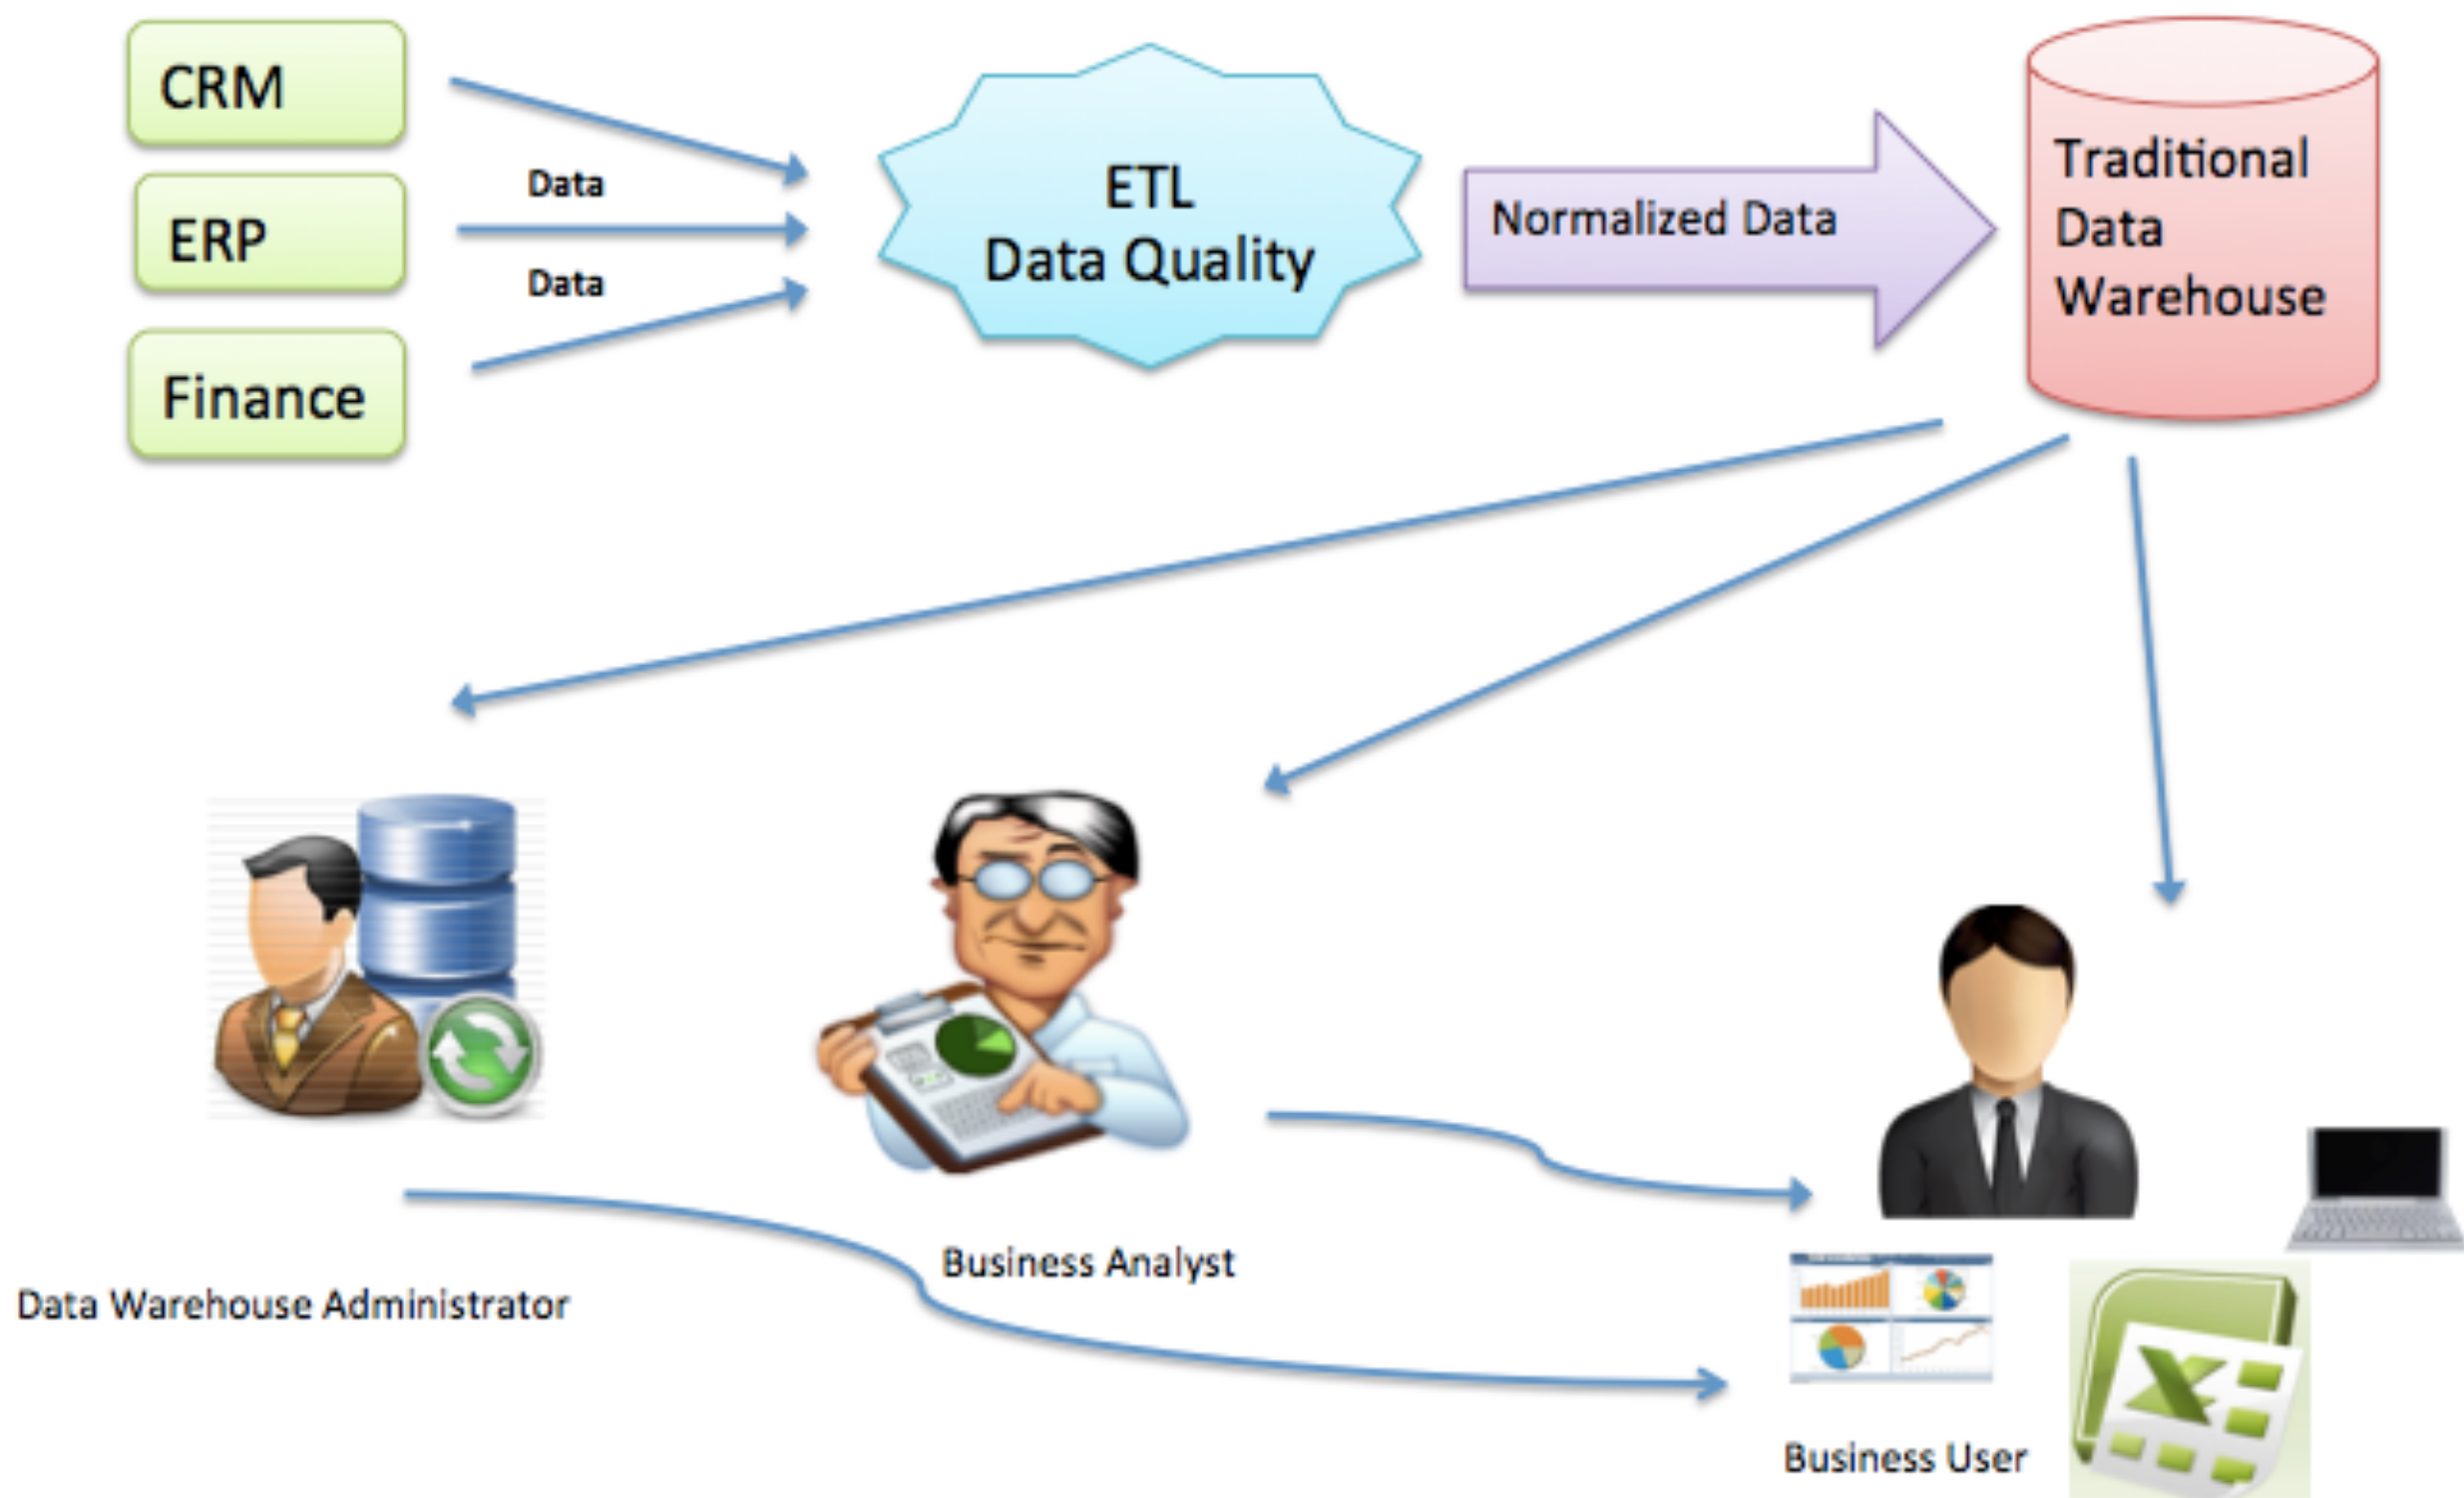 CRM
ERP
Finance
Data
Data
ETL
Data Quality
Normalized Data
Traditional
Data
Warehouse
Data Warehouse Administrator
Business Analyst
Business User